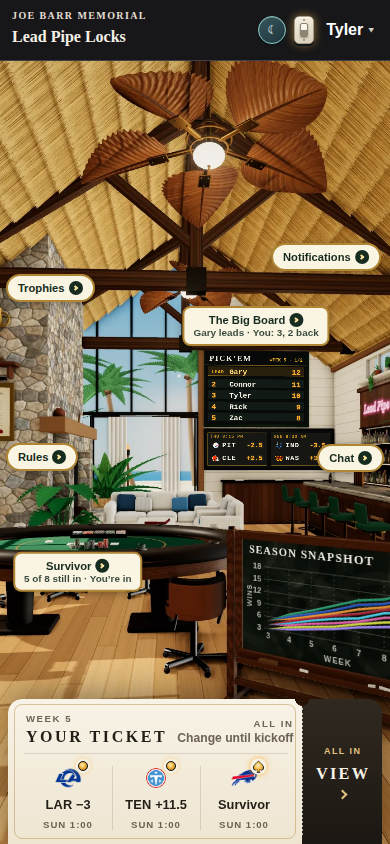 JOE BARR MEMORIAL
Lead Pipe Locks
Tyler
Notifications
Trophies
The Big Board
Gary leads · You: 3, 2 back
PICK'EM
LEAD Gary 12
2 Connor 11
3 Tyler 10
4 Rick 9
5 Zac 8
PIT -2.5
IND -3.5
CLE +2.5
WAS
Lead Pipe
Rules
Chat
Survivor
5 of 8 still in · You're in
SEASON SNAPSHOT
18
15
12
9
6
3
WINS
3 4 5 6 7 8
WEEK
WEEK 5
YOUR TICKET
ALL IN
Change until kickoff
LAR −3
SUN 1:00
TEN +11.5
SUN 1:00
Survivor
SUN 1:00
ALL IN
VIEW